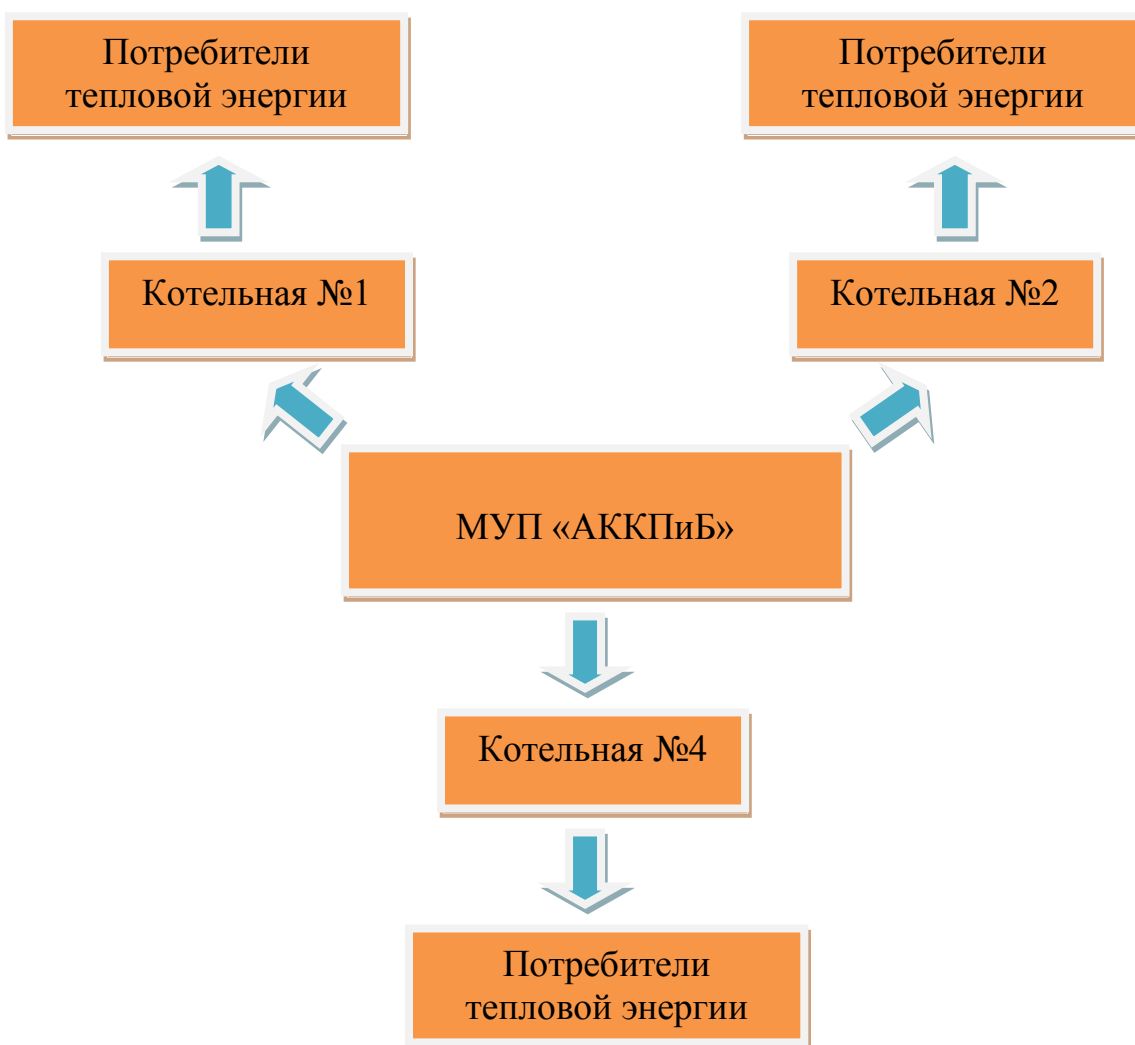 Потребители
тепловой энергии
Потребители
тепловой энергии
Котельная №1
Котельная №2
МУП «АККПиБ»
Котельная №4
Потребители
тепловой энергии